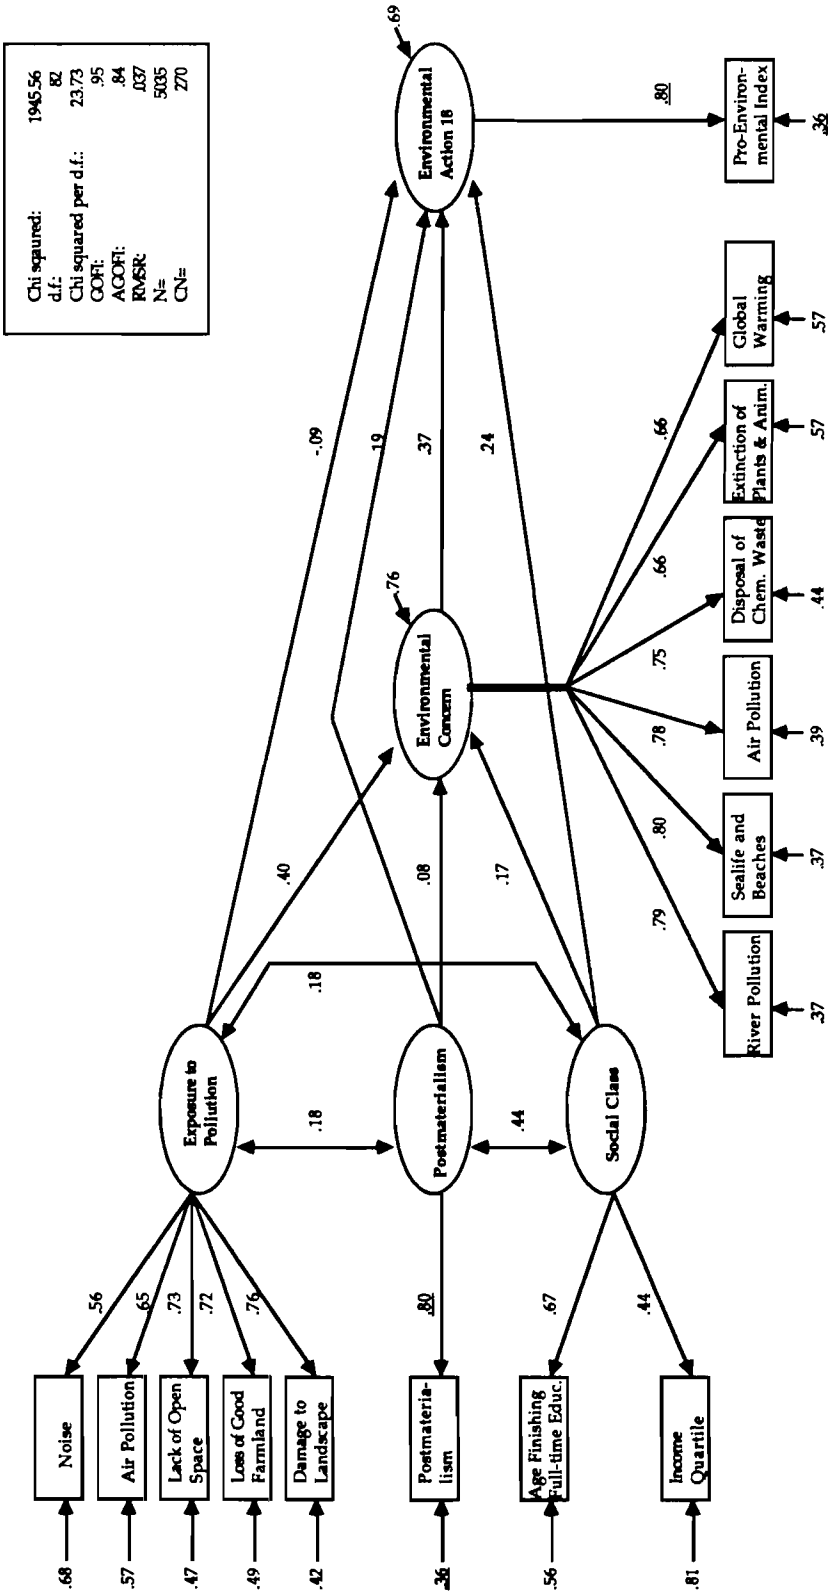 Chi sqaured: 1945.56
d.f.: 82
Chi squared per d.f.: 23.73
GOFI: .95
AGOFI: .84
RMSR: .037
N= 5035
CN= 270
.68
Noise
.56
.57
Air Pollution
.65
.47
Lack of Open
Space
.73
.49
Loss of Good
Farmland
.72
.42
Damage to
Landscape
.76
Exposure to
Pollution
.36
Postmateria-
lism
.80
Postmaterialism
.56
Age Finishing
Full-time Educ.
.67
.81
Income
Quartile
.44
Social Class
.18
.44
.18
.40
.08
.17
Environmental
Concern
.76
-.09
.19
.37
.24
Environmental
Action 18
.69
.80
Pro-Environ-
mental Index
.36
.79
River Pollution
.37
.80
Sealife and
Beaches
.37
.78
Air Pollution
.39
.75
Disposal of
Chem. Waste
.44
.66
Extinction of
Plants & Anim.
.57
.66
Global
Warming
.57